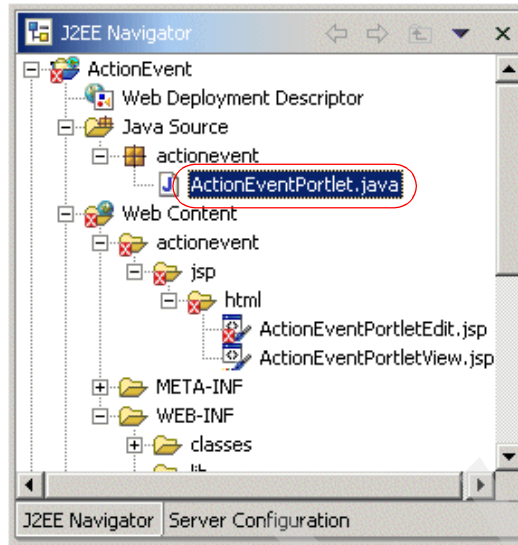 J2EE Navigator
ActionEvent
Web Deployment Descriptor
Java Source
actionevent
ActionEventPortlet.java
Web Content
actionevent
jsp
html
ActionEventPortletEdit.jsp
ActionEventPortletView.jsp
META-INF
WEB-INF
classes
lib
J2EE Navigator Server Configuration